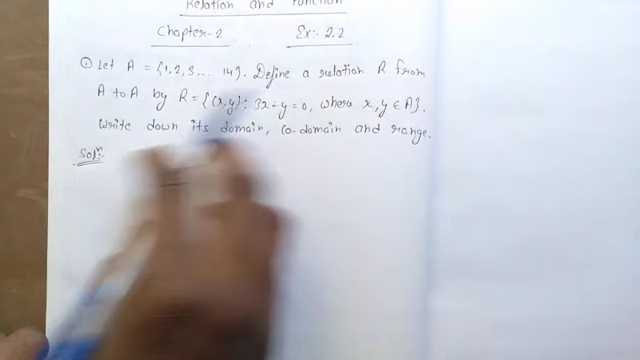 Relation and Function
Chapter-2 Ex:- 2.2
① Let A = {1,2,3.... 14}. Define a relation R from
A to A by R = {(x,y): 3x-y=0, where x,y ∈ A}.
Write down its domain, co-domain and range.
Solⁿ:-